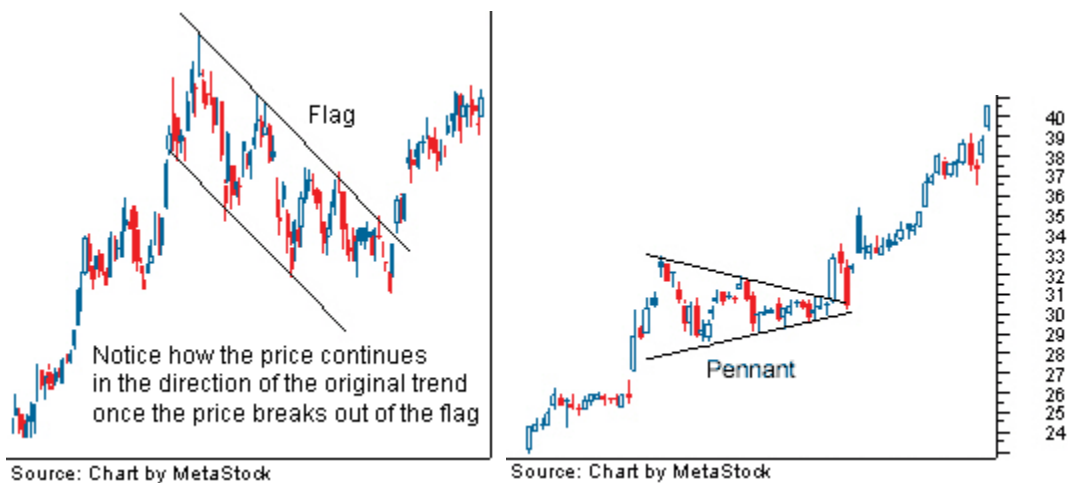 Flag
Notice how the price continues
in the direction of the original trend
once the price breaks out of the flag
Source: Chart by MetaStock
Pennant
40
39
38
37
36
35
34
33
32
31
30
29
28
27
26
25
24
Source: Chart by MetaStock